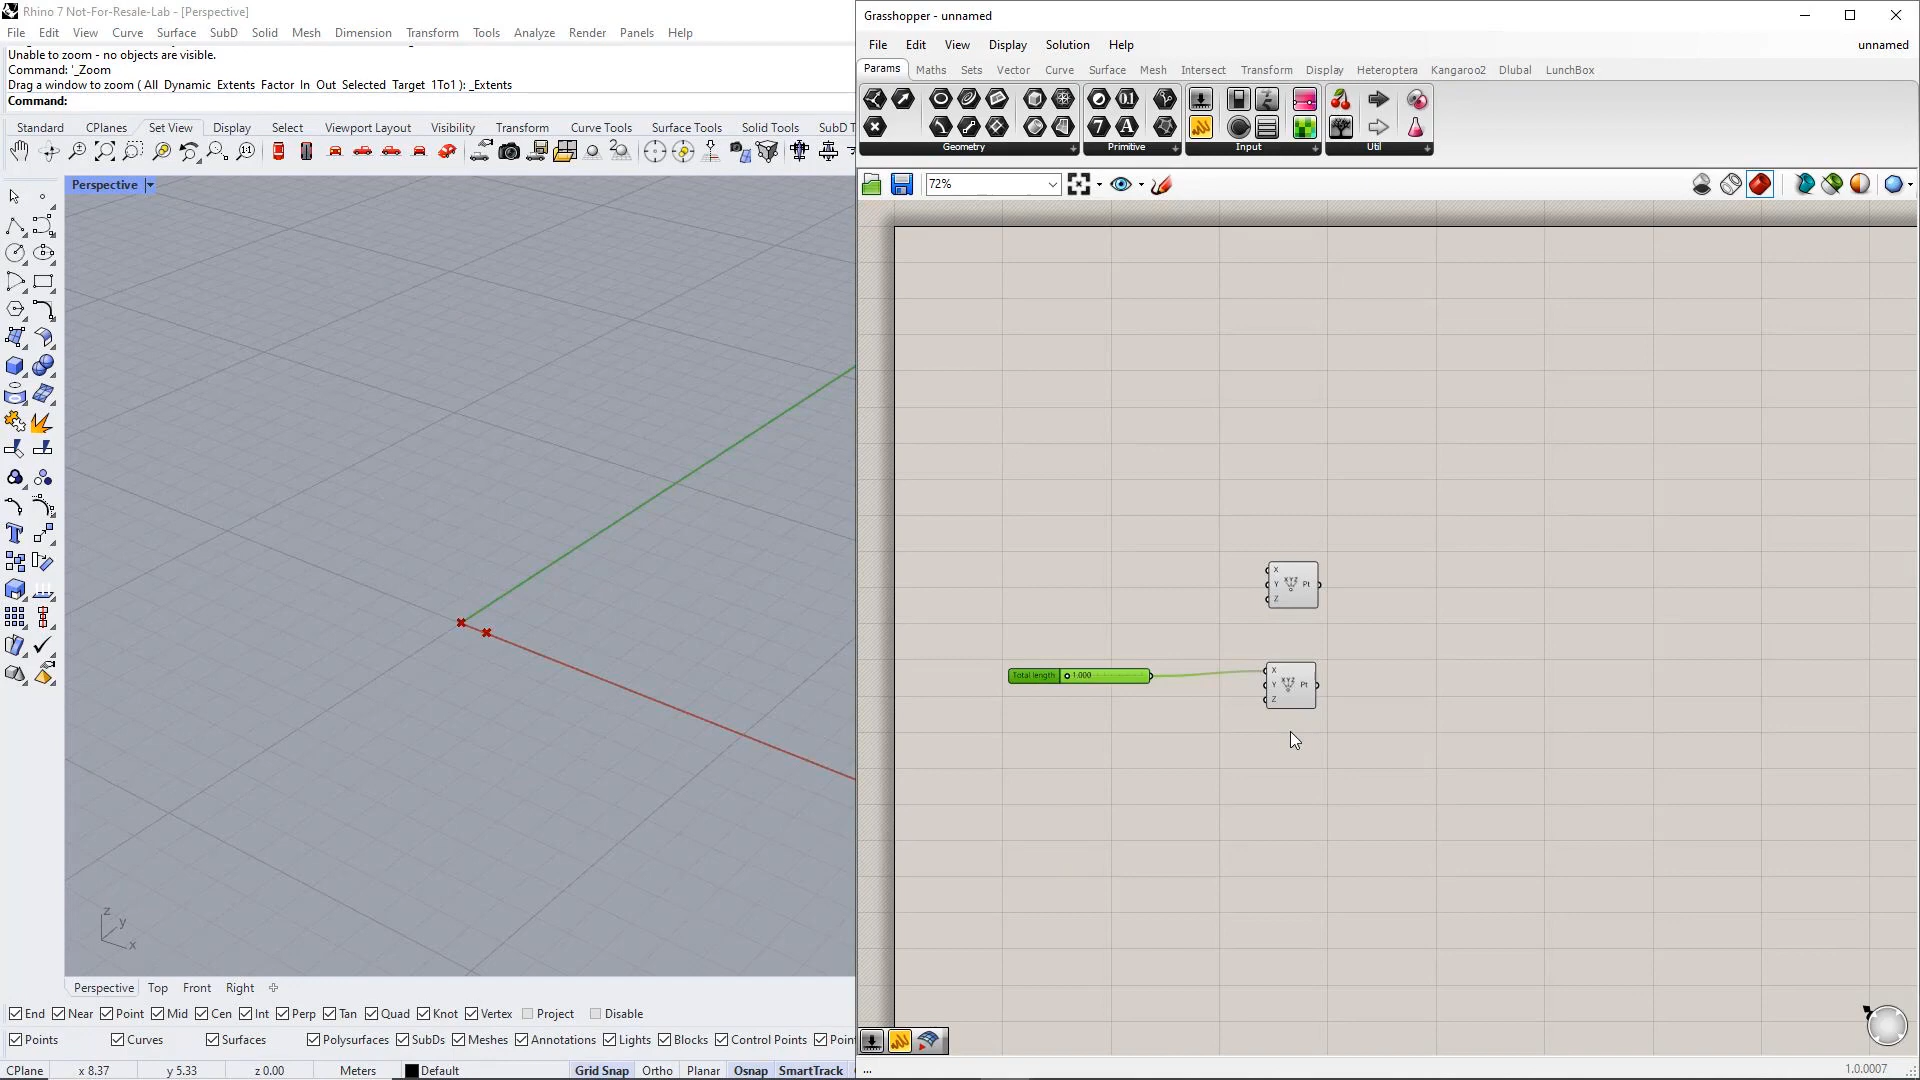 Rhino 7 Not-For-Resale-Lab - [Perspective]
File Edit View Curve Surface SubD Solid Mesh Dimension Transform Tools Analyze Render Panels Help
Unable to zoom - no objects are visible.
Command: '_Zoom
Drag a window to zoom ( All Dynamic Extents Factor In Out Selected Target 1To1 ): _Extents
Command:
Standard CPlanes Set View Display Select Viewport Layout Visibility Transform Curve Tools Surface Tools Solid Tools SubD T
Perspective
z
y
x
Perspective Top Front Right
End Near Point Mid Cen Int Perp Tan Quad Knot Vertex Project Disable
Points Curves Surfaces Polysurfaces SubDs Meshes Annotations Lights Blocks Control Points Poin
CPlane x 8.37 y 5.33 z 0.00 Meters Default Grid Snap Ortho Planar Osnap SmartTrack
Grasshopper - unnamed
File Edit View Display Solution Help unnamed
Params Maths Sets Vector Curve Surface Mesh Intersect Transform Display Heteroptera Kangaroo2 Dlubal LunchBox
Geometry Primitive Input Util
72%
X
Y XYZ Pt
Z
Total length 1.000
X
Y XYZ Pt
Z
... 1.0.0007